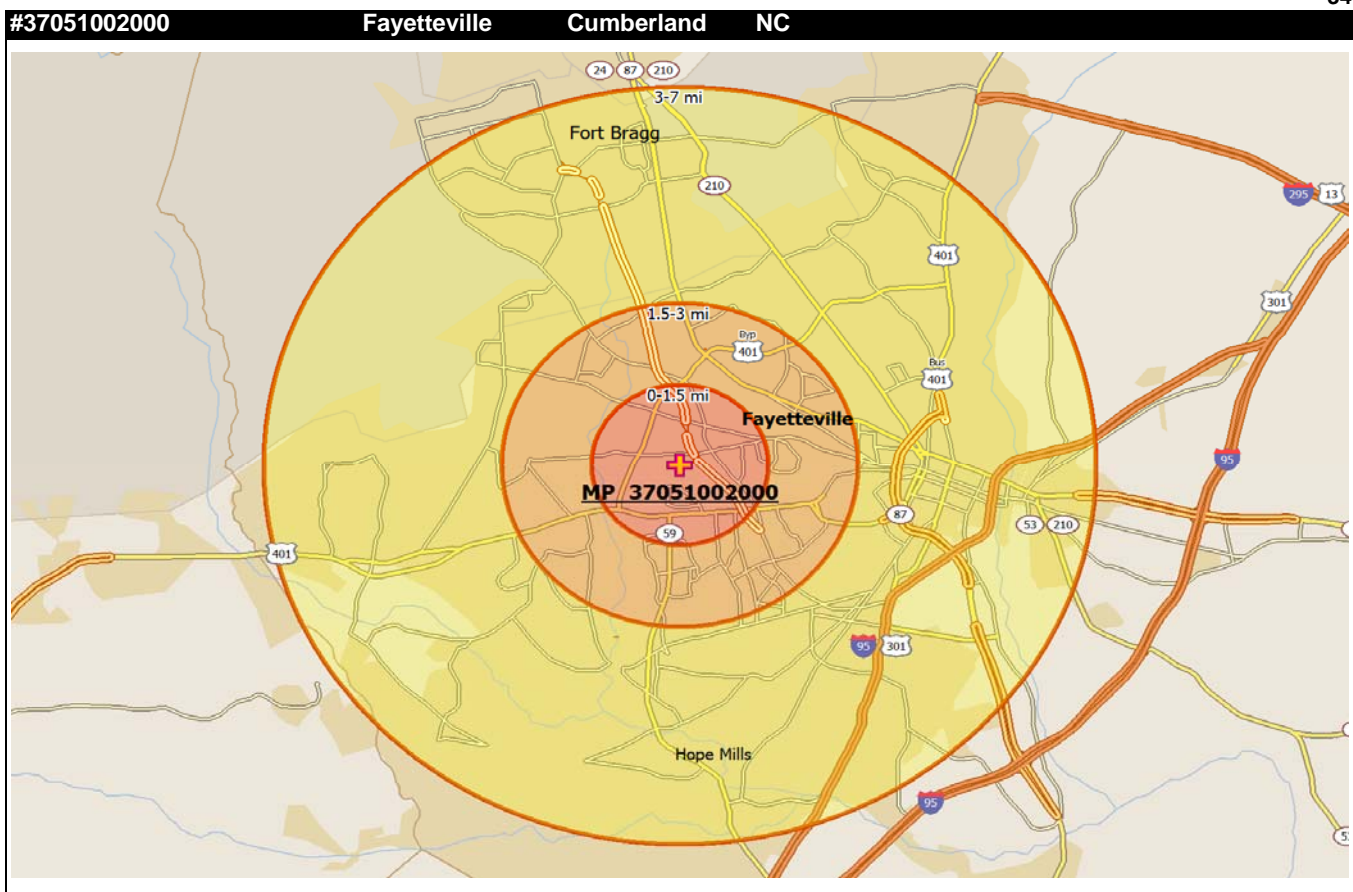 #37051002000 Fayetteville Cumberland NC
24 87 210
3-7 mi
Fort Bragg
210
295 13
401
301
1.5-3 mi
Byp
401
Bus
401
0-1.5 mi
Fayetteville
95
MP 37051002000
87
53 210
59
401
95 301
Hope Mills
95